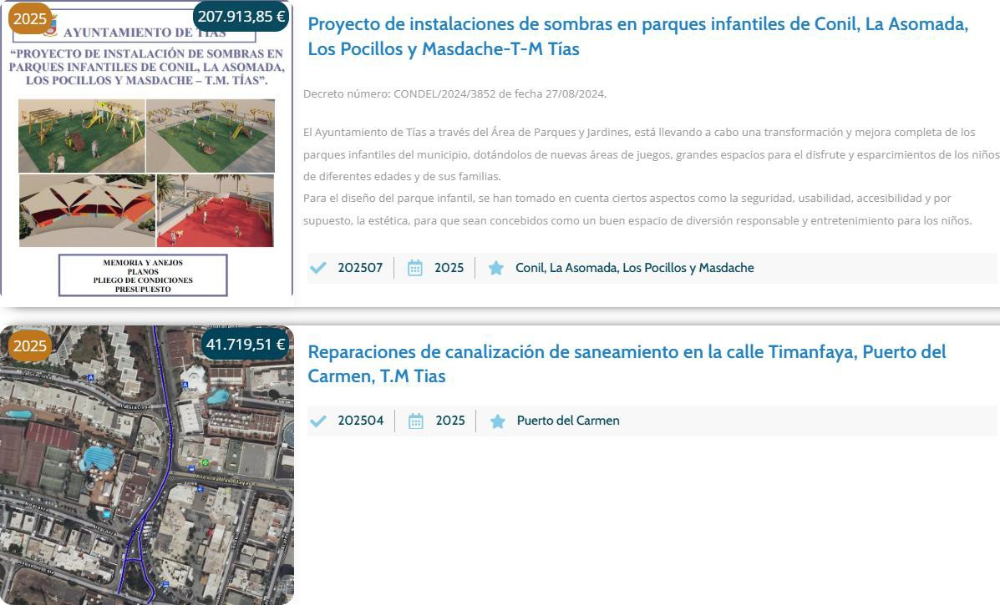 2025
207.913,85 €
AYUNTAMIENTO DE TÍAS
“PROYECTO DE INSTALACIÓN DE SOMBRAS EN
PARQUES INFANTILES DE CONIL, LA ASOMADA,
LOS POCILLOS Y MASDACHE – T.M. TÍAS”.
MEMORIA Y ANEJOS
PLANOS
PLIEGO DE CONDICIONES
PRESUPUESTO
Proyecto de instalaciones de sombras en parques infantiles de Conil, La Asomada,
Los Pocillos y Masdache-T-M Tías
Decreto número: CONDEL/2024/3852 de fecha 27/08/2024.
El Ayuntamiento de Tías a través del Área de Parques y Jardines, está llevando a cabo una transformación y mejora completa de los
parques infantiles del municipio, dotándolos de nuevas áreas de juegos, grandes espacios para el disfrute y esparcimientos de los niños
de diferentes edades y de sus familias.
Para el diseño del parque infantil, se han tomado en cuenta ciertos aspectos como la seguridad, usabilidad, accesibilidad y por
supuesto, la estética, para que sean concebidos como un buen espacio de diversión responsable y entretenimiento para los niños.
202507
2025
Conil, La Asomada, Los Pocillos y Masdache
2025
41.719,51 €
Reparaciones de canalización de saneamiento en la calle Timanfaya, Puerto del
Carmen, T.M Tias
202504
2025
Puerto del Carmen